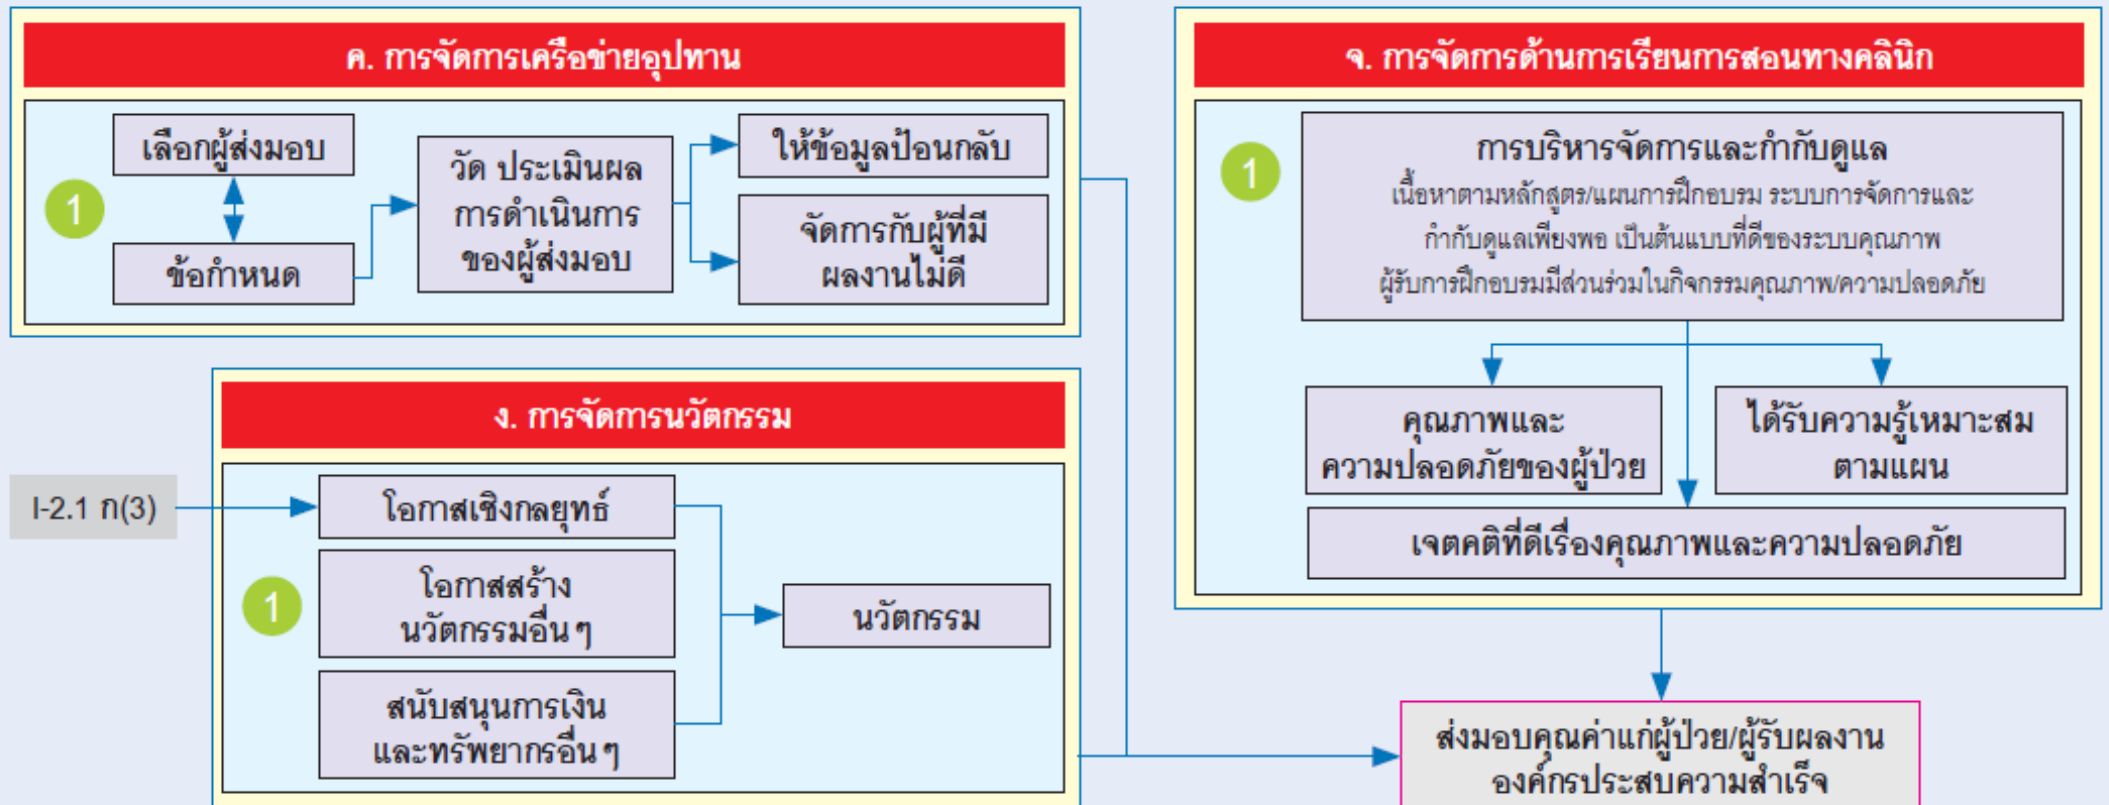 ค. การจัดการเครือข่ายอุปทาน
1
เลือกผู้ส่งมอบ
ข้อกำหนด
วัด ประเมินผล
การดำเนินการ
ของผู้ส่งมอบ
ให้ข้อมูลป้อนกลับ
จัดการกับผู้ที่มี
ผลงานไม่ดี
ง. การจัดการนวัตกรรม
I-2.1 ก(3)
1
โอกาสเชิงกลยุทธ์
โอกาสสร้าง
นวัตกรรมอื่นๆ
สนับสนุนการเงิน
และทรัพยากรอื่นๆ
นวัตกรรม
จ. การจัดการด้านการเรียนการสอนทางคลินิก
1
การบริหารจัดการและกำกับดูแล
เนื้อหาตามหลักสูตร/แผนการฝึกอบรม ระบบการจัดการและ
กำกับดูแลเพียงพอ เป็นต้นแบบที่ดีของระบบคุณภาพ
ผู้รับการฝึกอบรมมีส่วนร่วมในกิจกรรมคุณภาพ/ความปลอดภัย
คุณภาพและ
ความปลอดภัยของผู้ป่วย
ได้รับความรู้เหมาะสม
ตามแผน
เจตคติที่ดีเรื่องคุณภาพและความปลอดภัย
ส่งมอบคุณค่าแก่ผู้ป่วย/ผู้รับผลงาน
องค์กรประสบความสำเร็จ